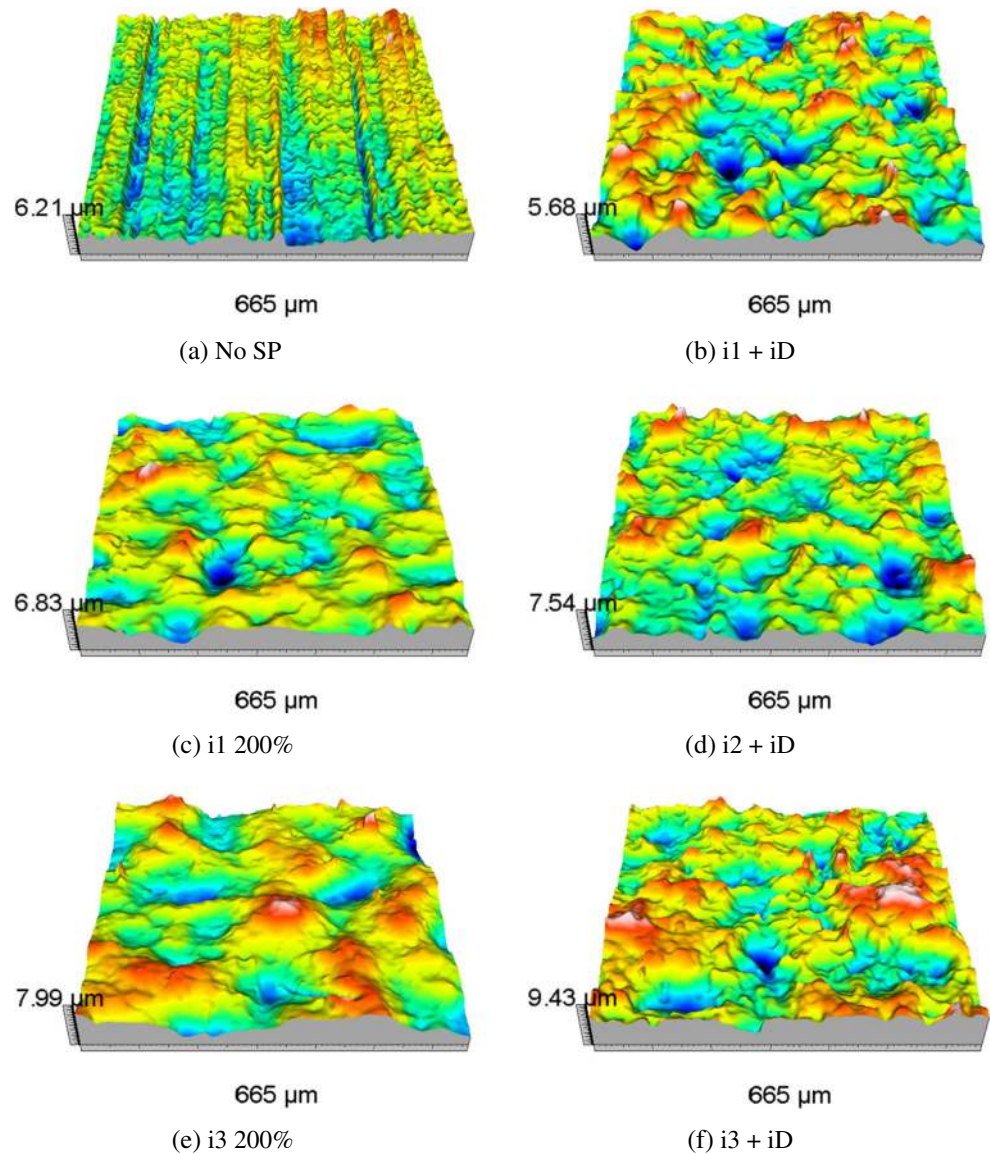 6.21 µm
665 µm
(a) No SP
5.68 µm
665 µm
(b) i1 + iD
6.83 µm
665 µm
(c) i1 200%
7.54 µm
665 µm
(d) i2 + iD
7.99 µm
665 µm
(e) i3 200%
9.43 µm
665 µm
(f) i3 + iD